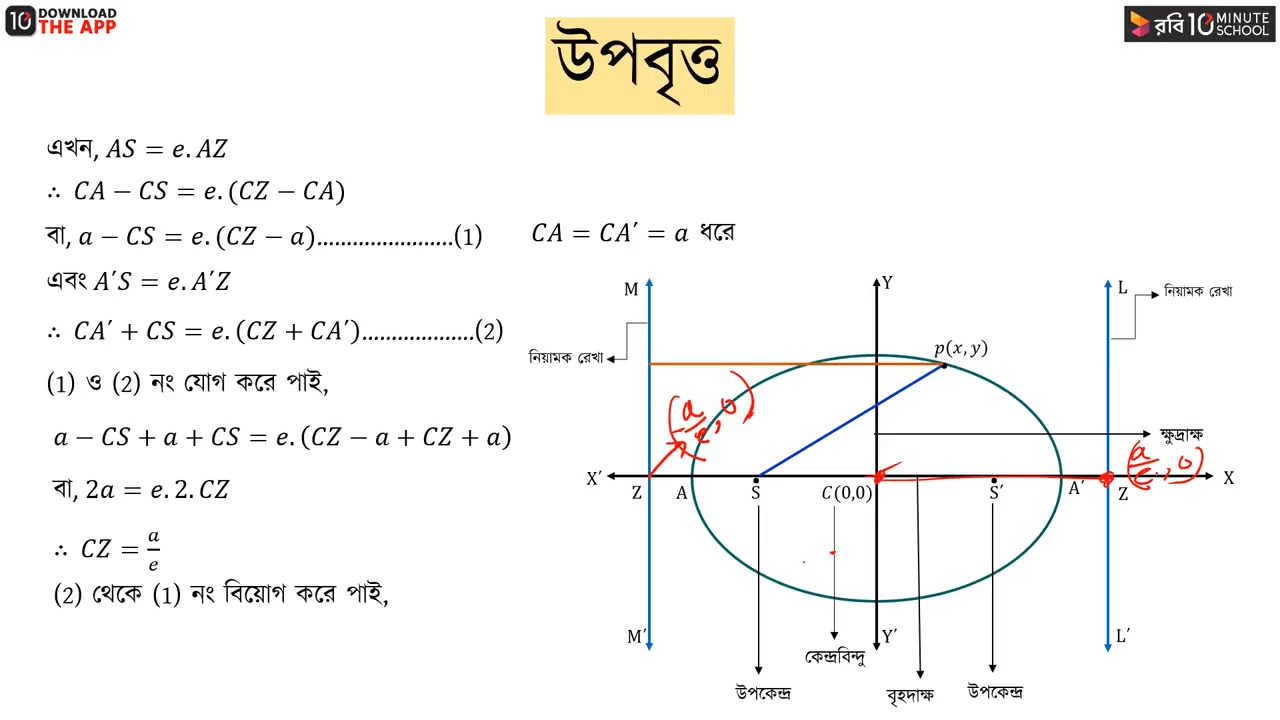 10 DOWNLOAD THE APP
রবি 10 MINUTE SCHOOL
উপবৃত্ত
এখন, AS = e. AZ
∴ CA − CS = e. (CZ − CA)
বা, a − CS = e. (CZ − a)........................(1)
এবং A′S = e. A′Z
∴ CA′ + CS = e. (CZ + CA′)....................(2)
(1) ও (2) নং যোগ করে পাই,
a − CS + a + CS = e. (CZ − a + CZ + a)
বা, 2a = e. 2. CZ
∴ CZ = a/e
(2) থেকে (1) নং বিয়োগ করে পাই,
CA = CA′ = a ধরে
M
Y
L
নিয়ামক রেখা
নিয়ামক রেখা
p(x, y)
ক্ষুদ্রাক্ষ
(a/e, 0)
X′
Z
A
S
C(0,0)
S′
A′
Z
X
M′
Y′
L′
কেন্দ্রবিন্দু
উপকেন্দ্র
বৃহদাক্ষ
উপকেন্দ্র